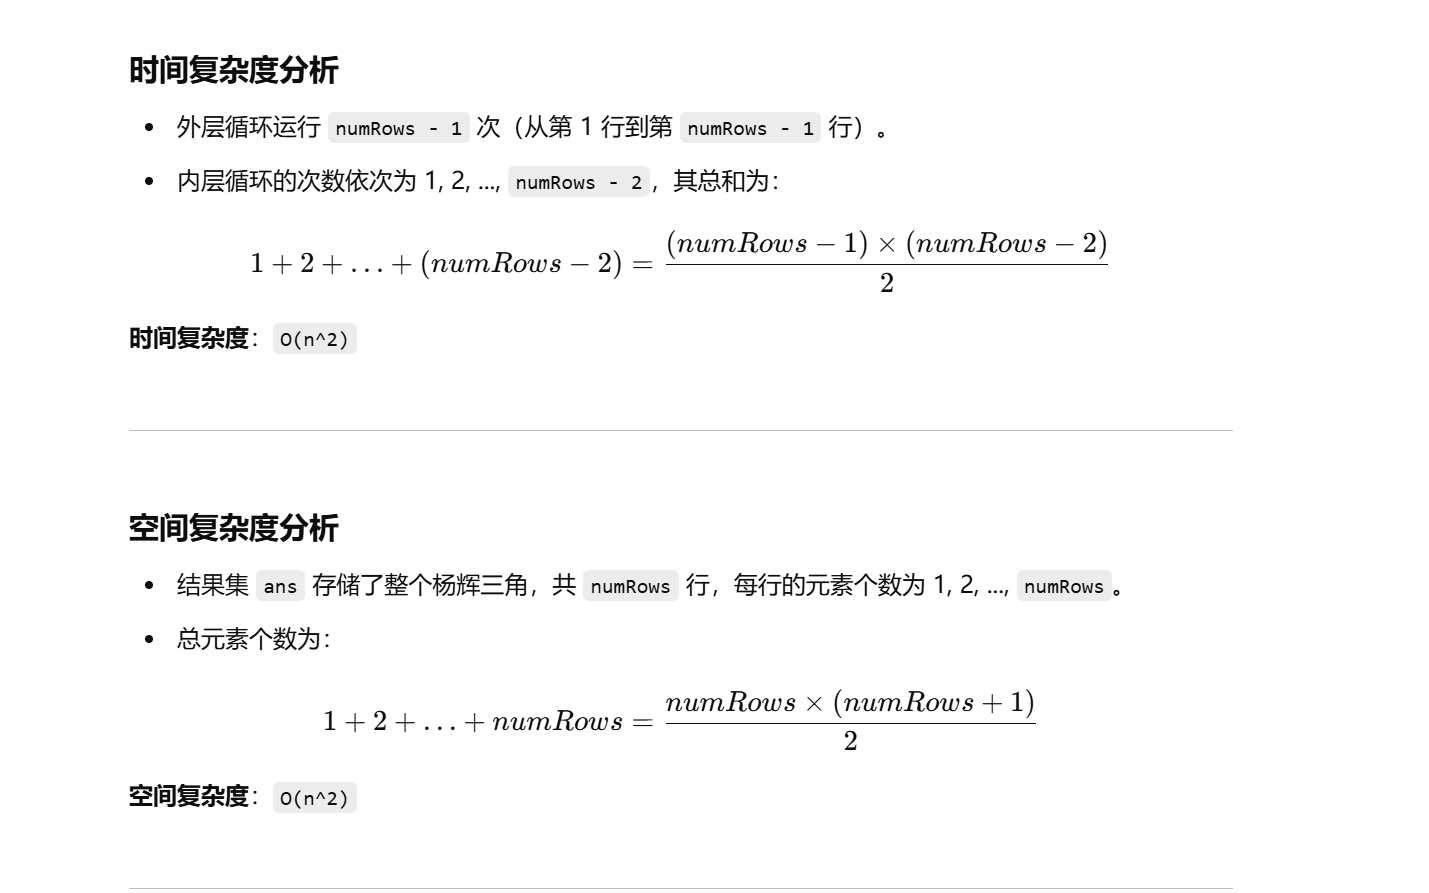 时间复杂度分析
• 外层循环运行 numRows - 1 次（从第 1 行到第 numRows - 1 行）。
• 内层循环的次数依次为 1, 2, ..., numRows - 2，其总和为：
1 + 2 + … + (numRows − 2) = \frac{(numRows − 1) × (numRows − 2)}{2}
时间复杂度：O(n^2)
空间复杂度分析
• 结果集 ans 存储了整个杨辉三角，共 numRows 行，每行的元素个数为 1, 2, ..., numRows。
• 总元素个数为：
1 + 2 + … + numRows = \frac{numRows × (numRows + 1)}{2}
空间复杂度：O(n^2)